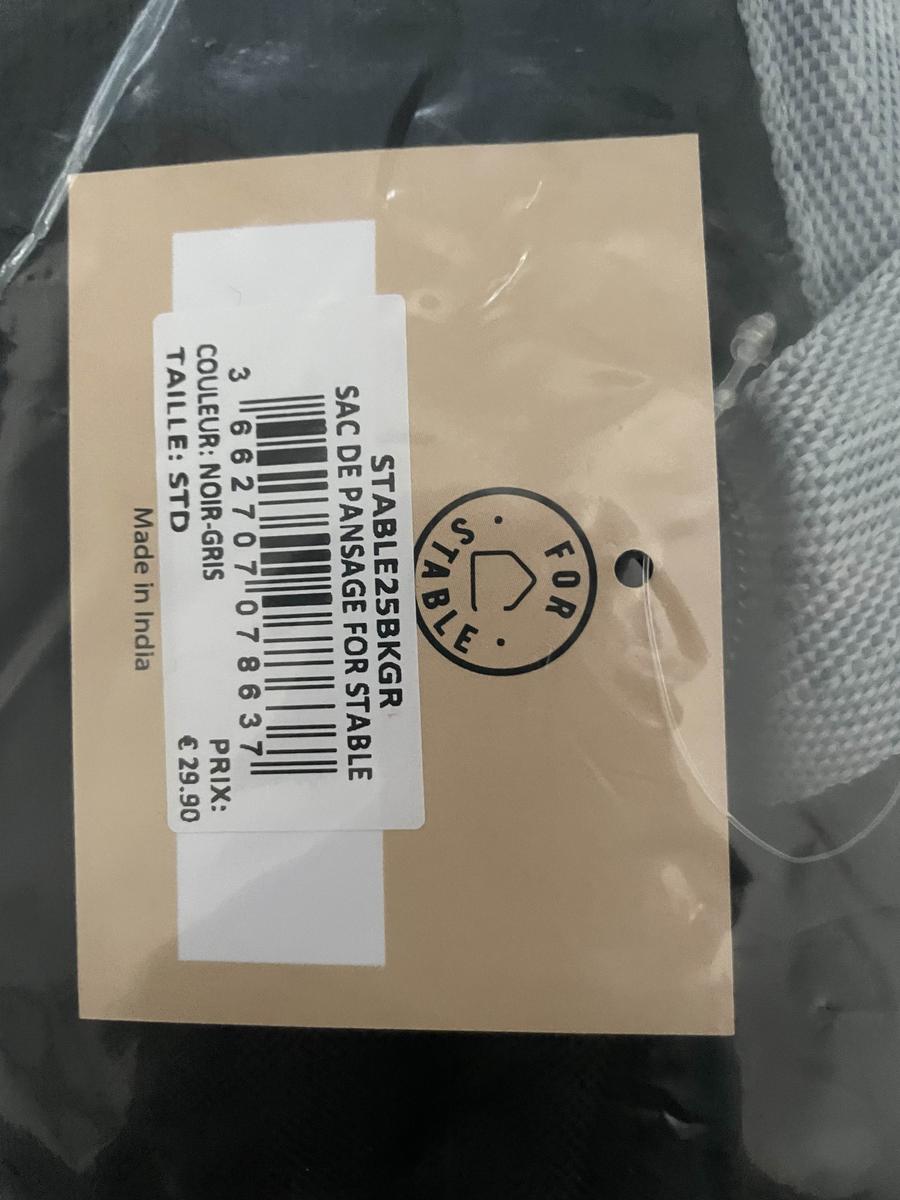 FOR
STABLE
STABLE25BKGR
SAC DE PANSAGE FOR STABLE
3 662707 078637
COULEUR: NOIR-GRIS
PRIX:
TAILLE: STD
€ 29.90
Made in India